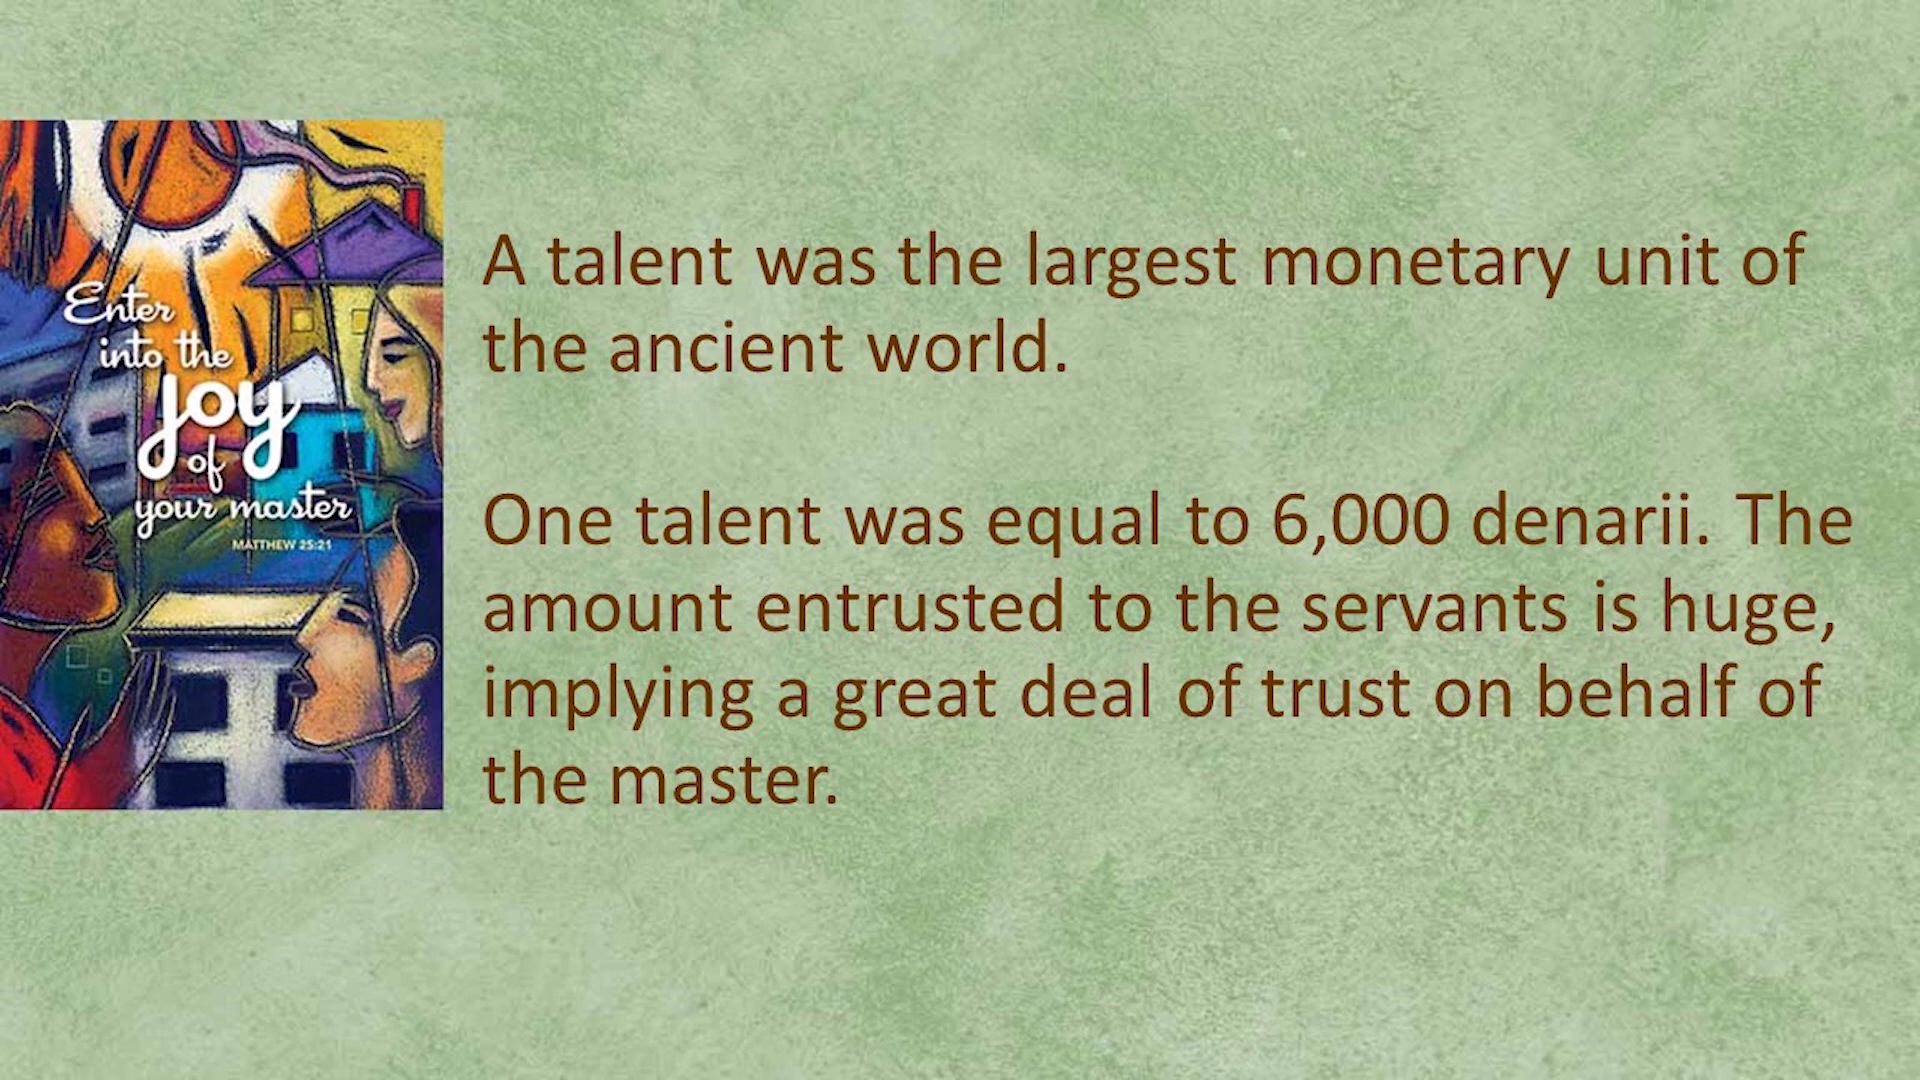 Enter
into the
joy
of
your master
MATTHEW 25:21
A talent was the largest monetary unit of
the ancient world.
One talent was equal to 6,000 denarii. The
amount entrusted to the servants is huge,
implying a great deal of trust on behalf of
the master.